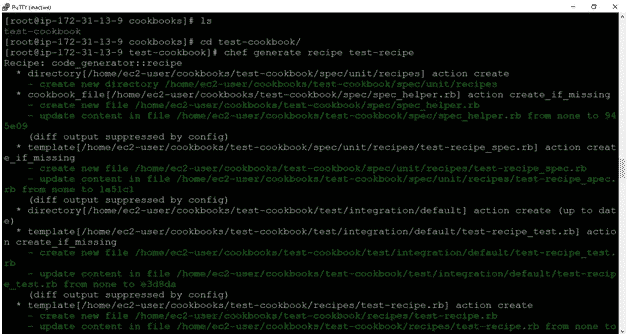 PuTTY (inactive)
[root@ip-172-31-13-9 cookbooks]# ls
test-cookbook
[root@ip-172-31-13-9 cookbooks]# cd test-cookbook/
[root@ip-172-31-13-9 test-cookbook]# chef generate recipe test-recipe
Recipe: code_generator::recipe
* directory[/home/ec2-user/cookbooks/test-cookbook/spec/unit/recipes] action create
- create new directory /home/ec2-user/cookbooks/test-cookbook/spec/unit/recipes
* cookbook_file[/home/ec2-user/cookbooks/test-cookbook/spec/spec_helper.rb] action create_if_missing
- create new file /home/ec2-user/cookbooks/test-cookbook/spec/spec_helper.rb
- update content in file /home/ec2-user/cookbooks/test-cookbook/spec/spec_helper.rb from none to 94
5e09
(diff output suppressed by config)
* template[/home/ec2-user/cookbooks/test-cookbook/spec/unit/recipes/test-recipe_spec.rb] action creat
e_if_missing
- create new file /home/ec2-user/cookbooks/test-cookbook/spec/unit/recipes/test-recipe_spec.rb
- update content in file /home/ec2-user/cookbooks/test-cookbook/spec/unit/recipes/test-recipe_spec.
rb from none to 1a51c1
(diff output suppressed by config)
* directory[/home/ec2-user/cookbooks/test-cookbook/test/integration/default] action create (up to dat
e)
* template[/home/ec2-user/cookbooks/test-cookbook/test/integration/default/test-recipe_test.rb] actio
n create_if_missing
- create new file /home/ec2-user/cookbooks/test-cookbook/test/integration/default/test-recipe_test.
rb
- update content in file /home/ec2-user/cookbooks/test-cookbook/test/integration/default/test-recip
e_test.rb from none to e3d8da
(diff output suppressed by config)
* template[/home/ec2-user/cookbooks/test-cookbook/recipes/test-recipe.rb] action create
- create new file /home/ec2-user/cookbooks/test-cookbook/recipes/test-recipe.rb
- update content in file /home/ec2-user/cookbooks/test-cookbook/recipes/test-recipe.rb from none to